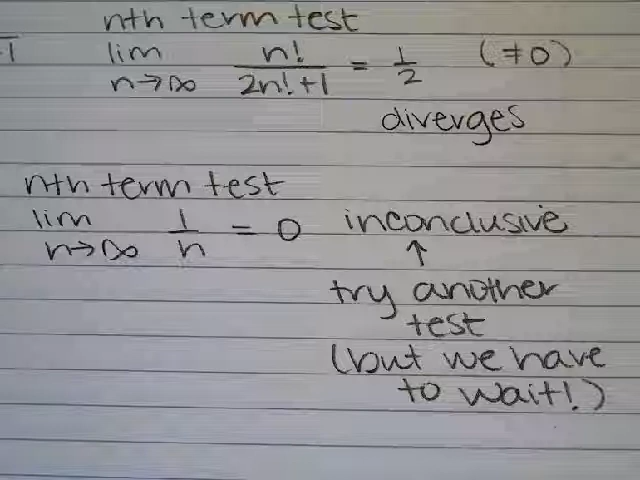 nth term test
lim n→∞ n!/(2n!+1) = 1/2 (≠0)
diverges
nth term test
lim n→∞ 1/n = 0 inconclusive
↑
try another
test
(but we have
to wait!)